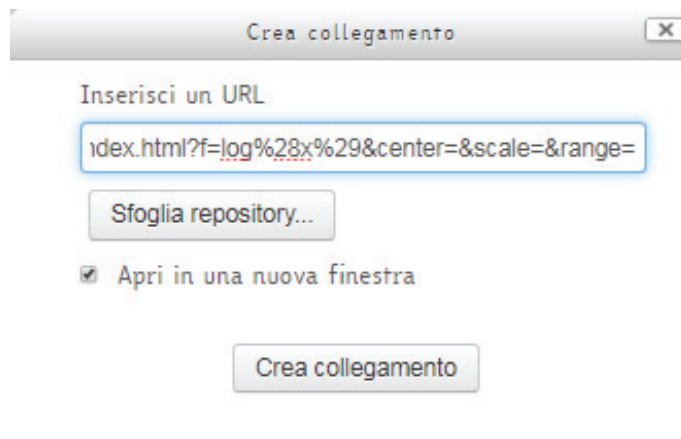 Crea collegamento
Inserisci un URL
ndex.html?f=log%28x%29&center=&scale=&range=
Sfoglia repository...
Apri in una nuova finestra
Crea collegamento